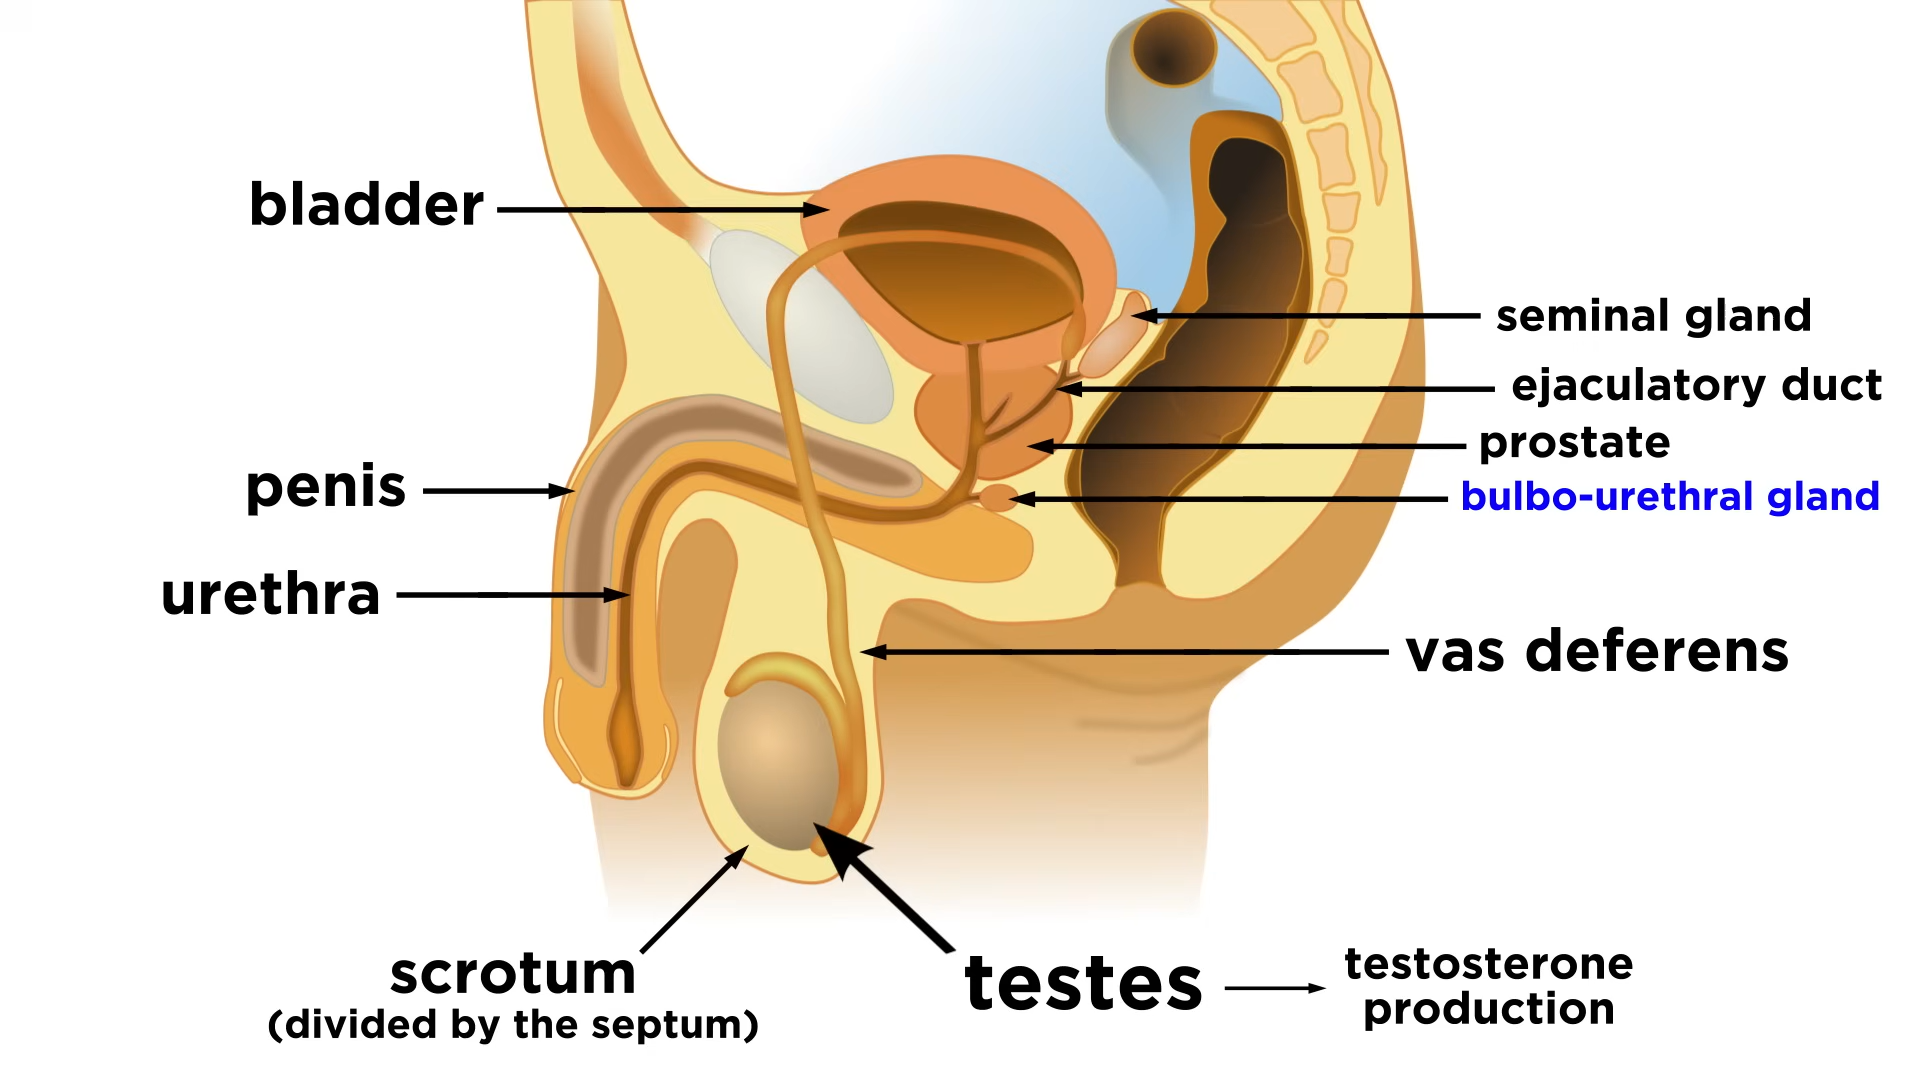 bladder
seminal gland
ejaculatory duct
prostate
penis
bulbo-urethral gland
urethra
vas deferens
scrotum
(divided by the septum)
testes
testosterone
production